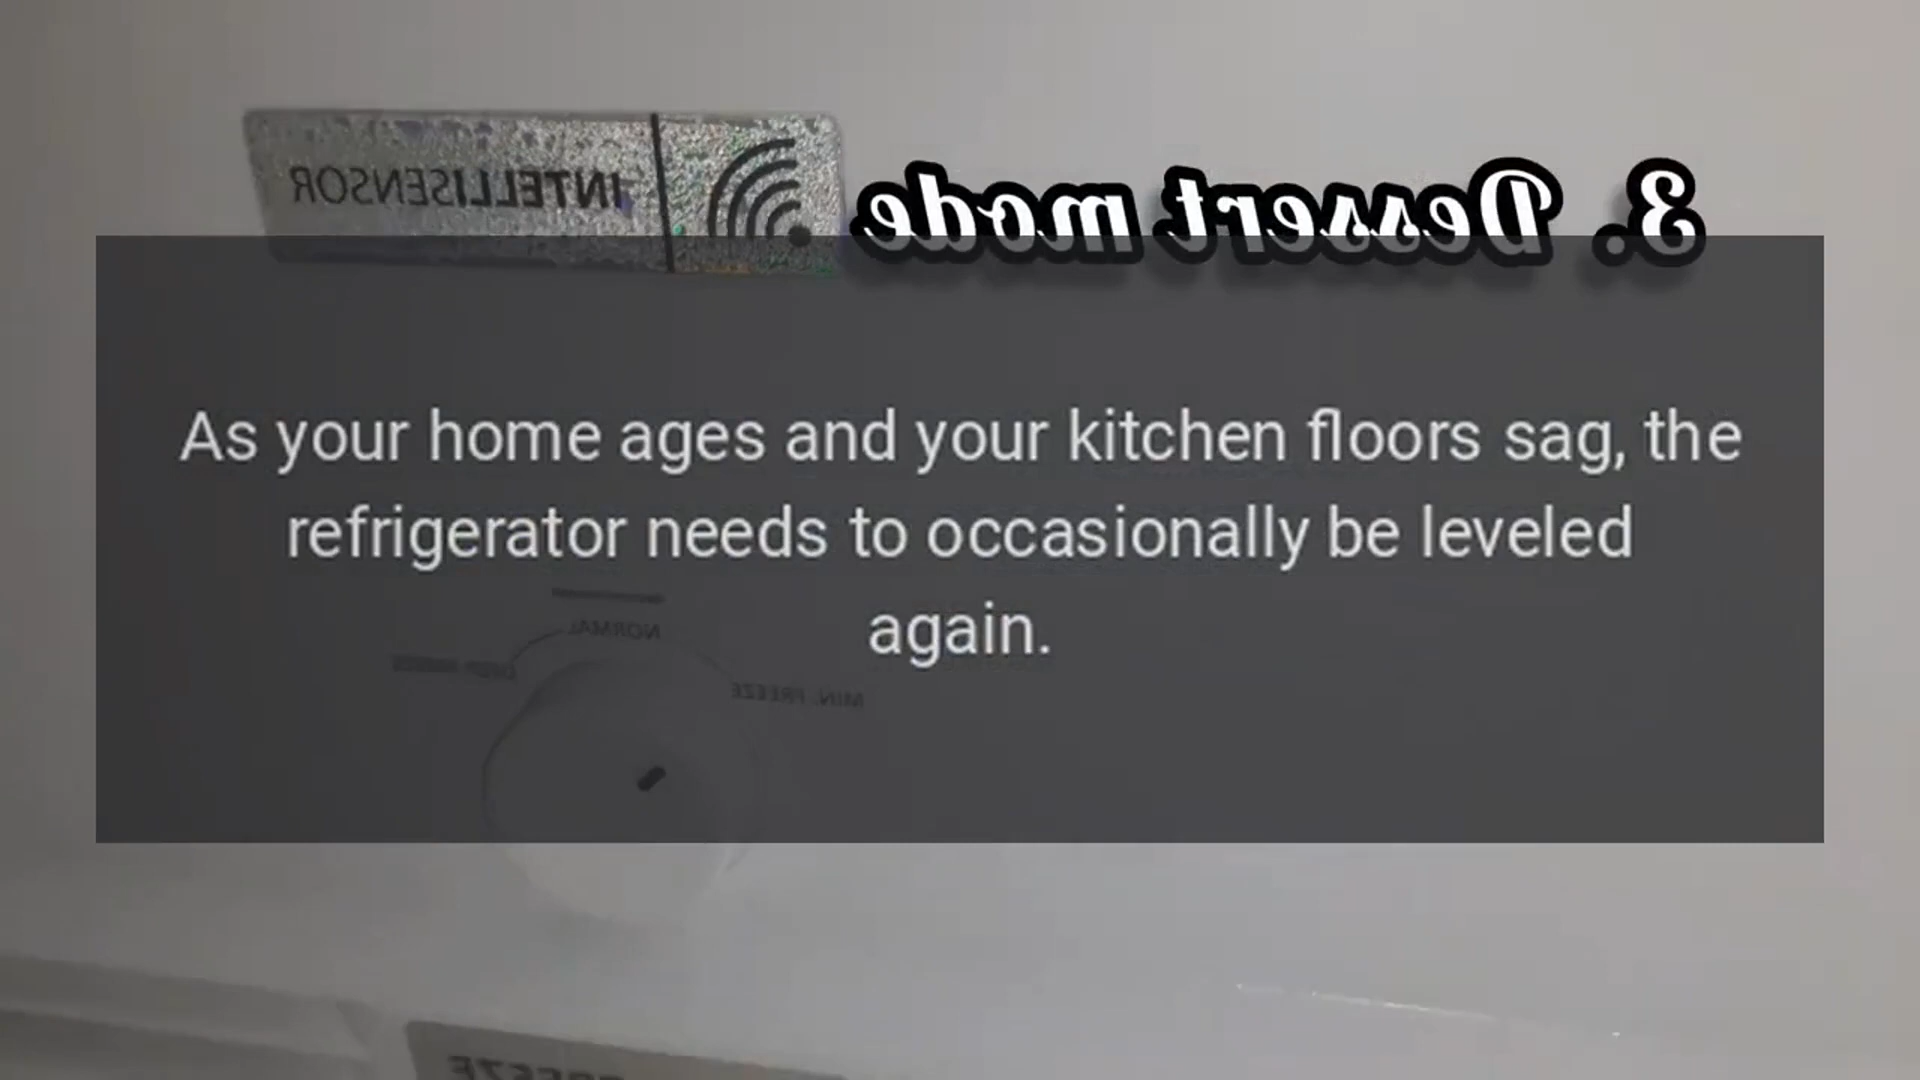 INTELLISENSOR
3. Dessert mode
As your home ages and your kitchen floors sag, the
refrigerator needs to occasionally be leveled
again.
NORMAL
MIN. FREEZE